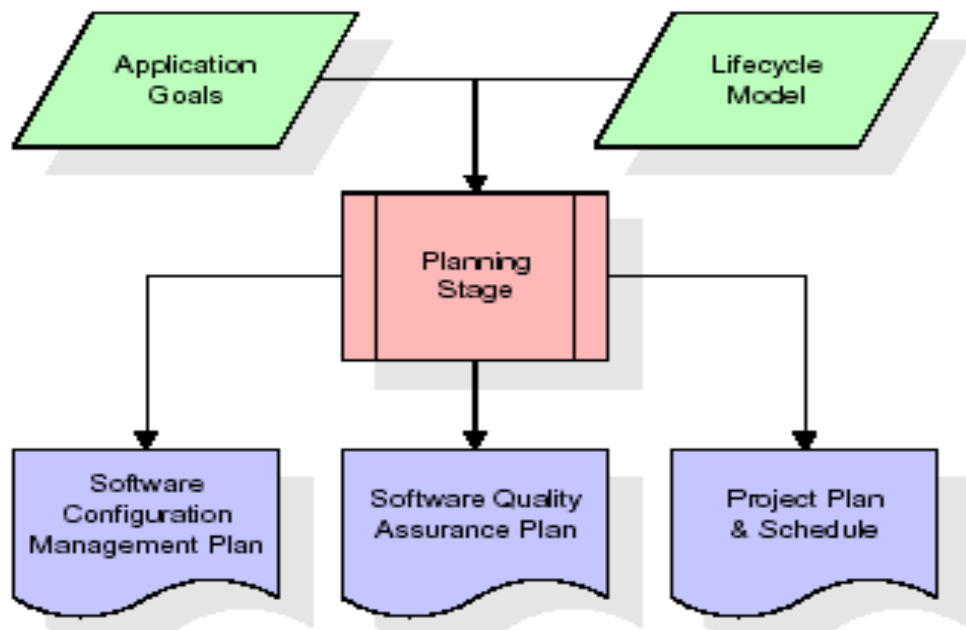 Application
Goals
Lifecycle
Model
Planning
Stage
Software
Configuration
Management Plan
Software Quality
Assurance Plan
Project Plan
& Schedule